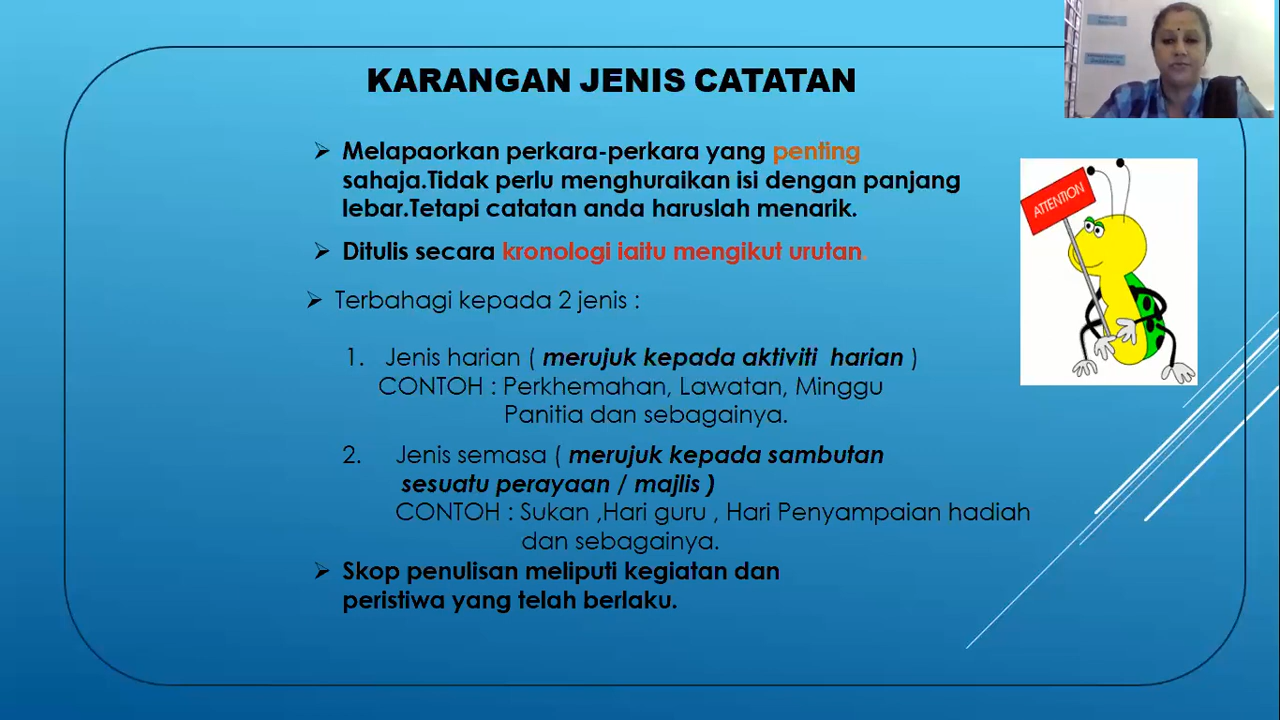 KARANGAN JENIS CATATAN
➢ Melapaorkan perkara-perkara yang penting
sahaja.Tidak perlu menghuraikan isi dengan panjang
lebar.Tetapi catatan anda haruslah menarik.
➢ Ditulis secara kronologi iaitu mengikut urutan.
➢ Terbahagi kepada 2 jenis :
1. Jenis harian ( merujuk kepada aktiviti harian )
CONTOH : Perkhemahan, Lawatan, Minggu
Panitia dan sebagainya.
2. Jenis semasa ( merujuk kepada sambutan
sesuatu perayaan / majlis )
CONTOH : Sukan ,Hari guru , Hari Penyampaian hadiah
dan sebagainya.
➢ Skop penulisan meliputi kegiatan dan
peristiwa yang telah berlaku.
ATTENTION